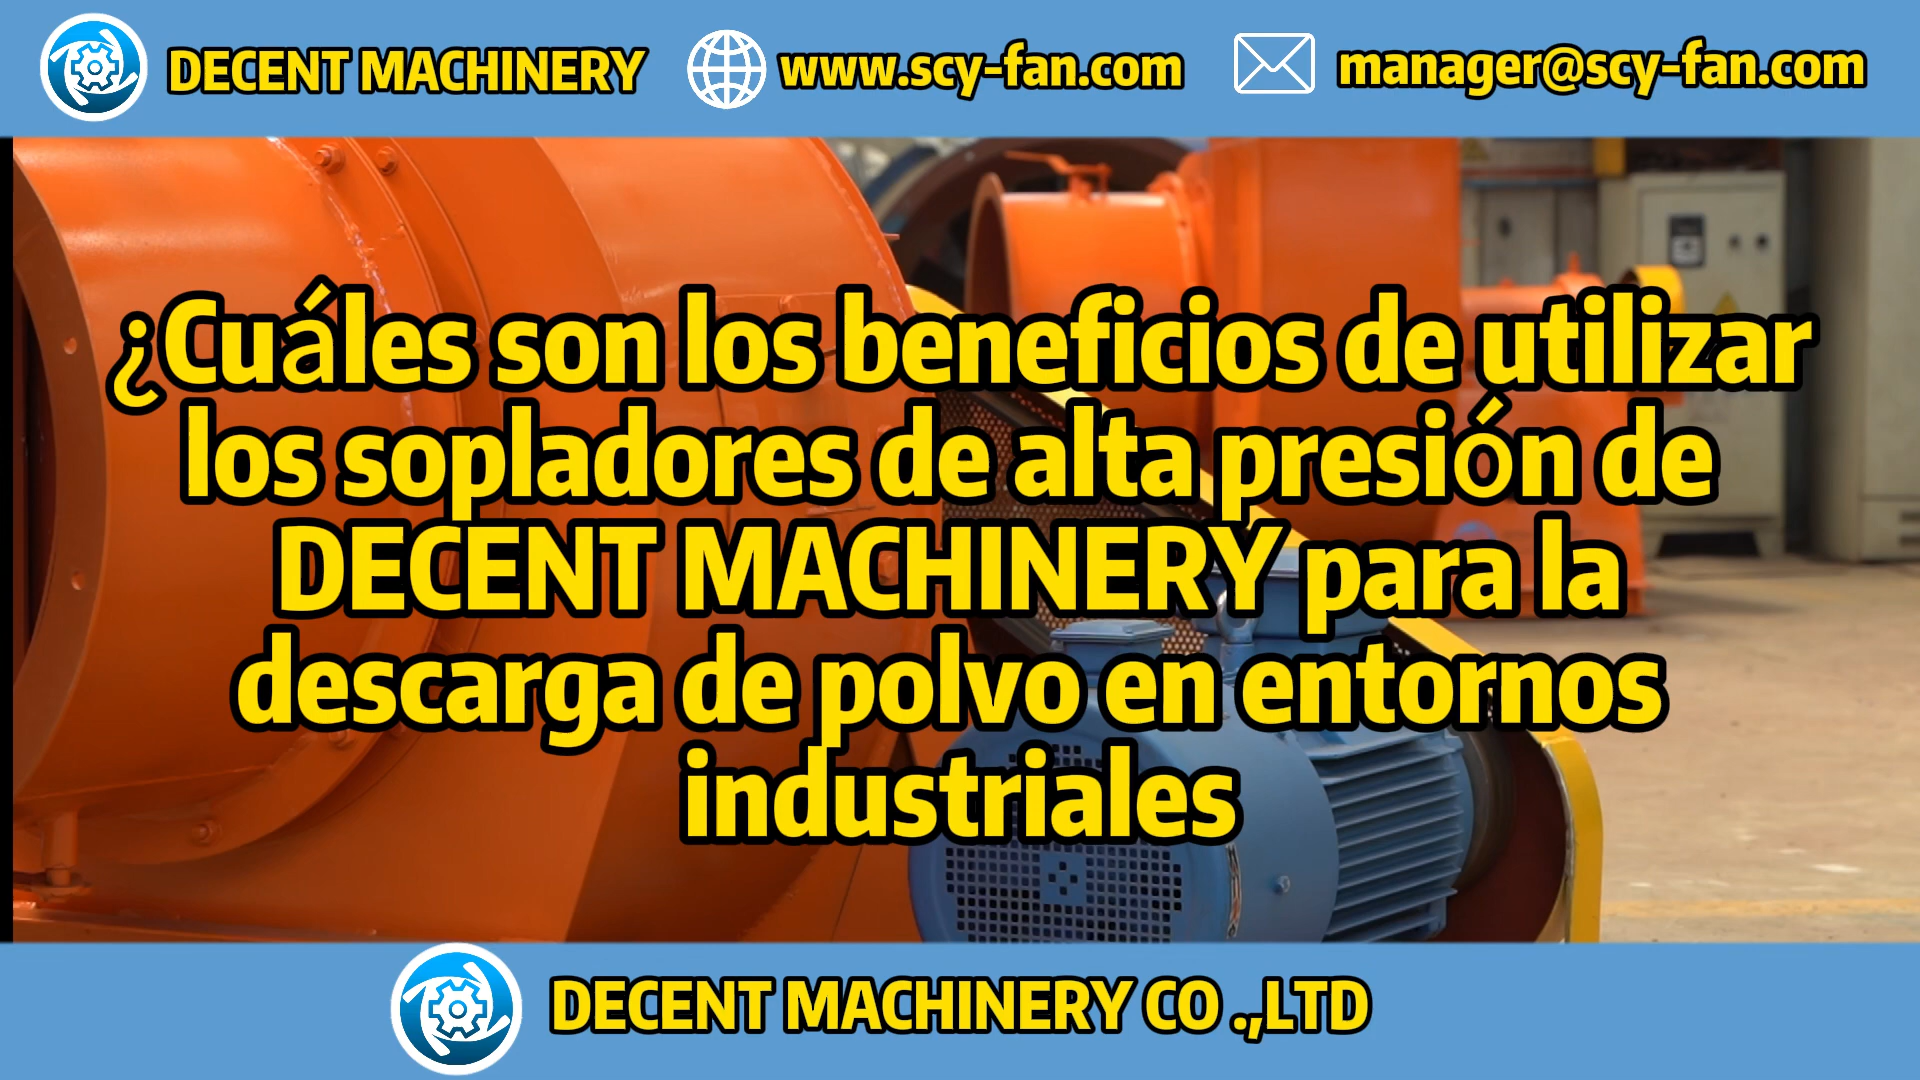 DECENT MACHINERY
www.scy-fan.com
manager@scy-fan.com
¿Cuáles son los beneficios de utilizar
los sopladores de alta presión de
DECENT MACHINERY para la
descarga de polvo en entornos
industriales
DECENT MACHINERY CO .,LTD